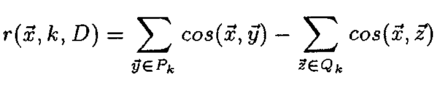 r(\vec{x}, k, D) = \sum_{\vec{y} \in P_k} cos(\vec{x}, \vec{y}) - \sum_{\vec{z} \in Q_k} cos(\vec{x}, \vec{z})